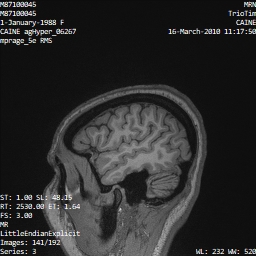 M87100045
M87100045
1-January-1988 F
CAINE agHyper_06267
mprage_5e RMS
MRN
TrioTim
CAINE
16-March-2010 11:17:50
ST: 1.00 SL: 48.15
RT: 2530.00 ET: 1.64
FS: 3.00
MR
LittleEndianExplicit
Images: 141/192
Series: 3
WL: 232 WW: 520